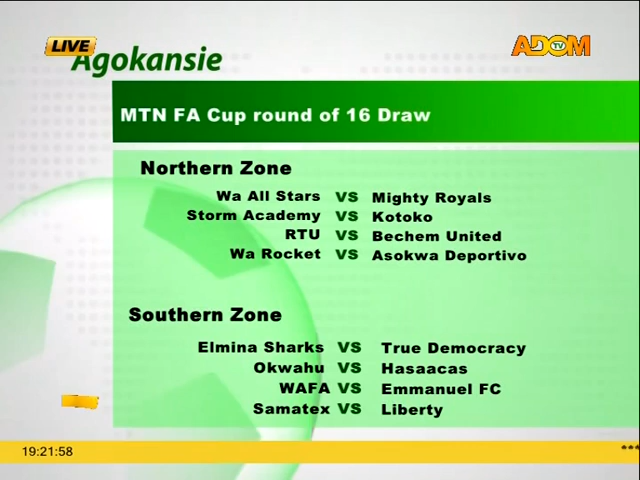 LIVE
ADOM TV
Agokansie
MTN FA Cup round of 16 Draw
Northern Zone
Wa All Stars VS Mighty Royals
Storm Academy VS Kotoko
RTU VS Bechem United
Wa Rocket VS Asokwa Deportivo
Southern Zone
Elmina Sharks VS True Democracy
Okwahu VS Hasaacas
WAFA VS Emmanuel FC
Samatex VS Liberty
19:21:58
***